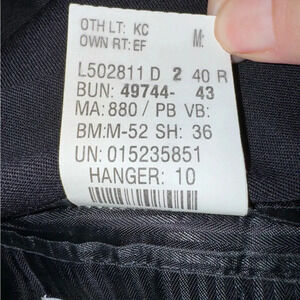 OTH LT: KC
OWN RT: EF M:
L502811 D 2 40 R
BUN: 49744- 43
MA: 880 / PB VB:
BM:M-52 SH: 36
UN: 015235851
HANGER: 10